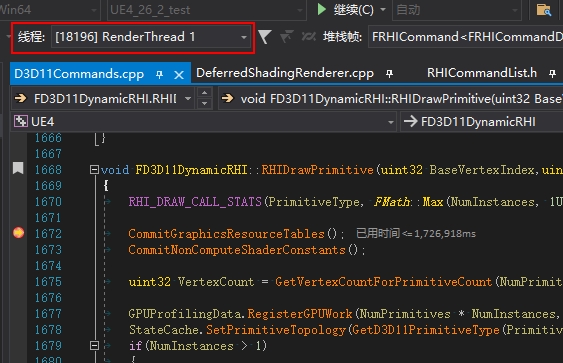 Win64 UE4_26_2_test 继续(C) 自动
线程: [18196] RenderThread 1 堆栈帧: FRHICommand<FRHICommandD
D3D11Commands.cpp DeferredShadingRenderer.cpp RHICommandList.h
FD3D11DynamicRHI.RHID void FD3D11DynamicRHI::RHIDrawPrimitive(uint32 BaseV
UE4 FD3D11DynamicRHI
1666 }
1667
1668 void FD3D11DynamicRHI::RHIDrawPrimitive(uint32 BaseVertexIndex,uin
1669 {
1670 RHI_DRAW_CALL_STATS(PrimitiveType, FMath::Max(NumInstances, 1U
1671
1672 CommitGraphicsResourceTables(); 已用时间<=1,726,918ms
1673 CommitNonComputeShaderConstants();
1674
1675 uint32 VertexCount = GetVertexCountForPrimitiveCount(NumPrimit
1676
1677 GPUProfilingData.RegisterGPUWork(NumPrimitives * NumInstances,
1678 StateCache.SetPrimitiveTopology(GetD3D11PrimitiveType(Primitiv
1679 if(NumInstances > 1)
1680 {